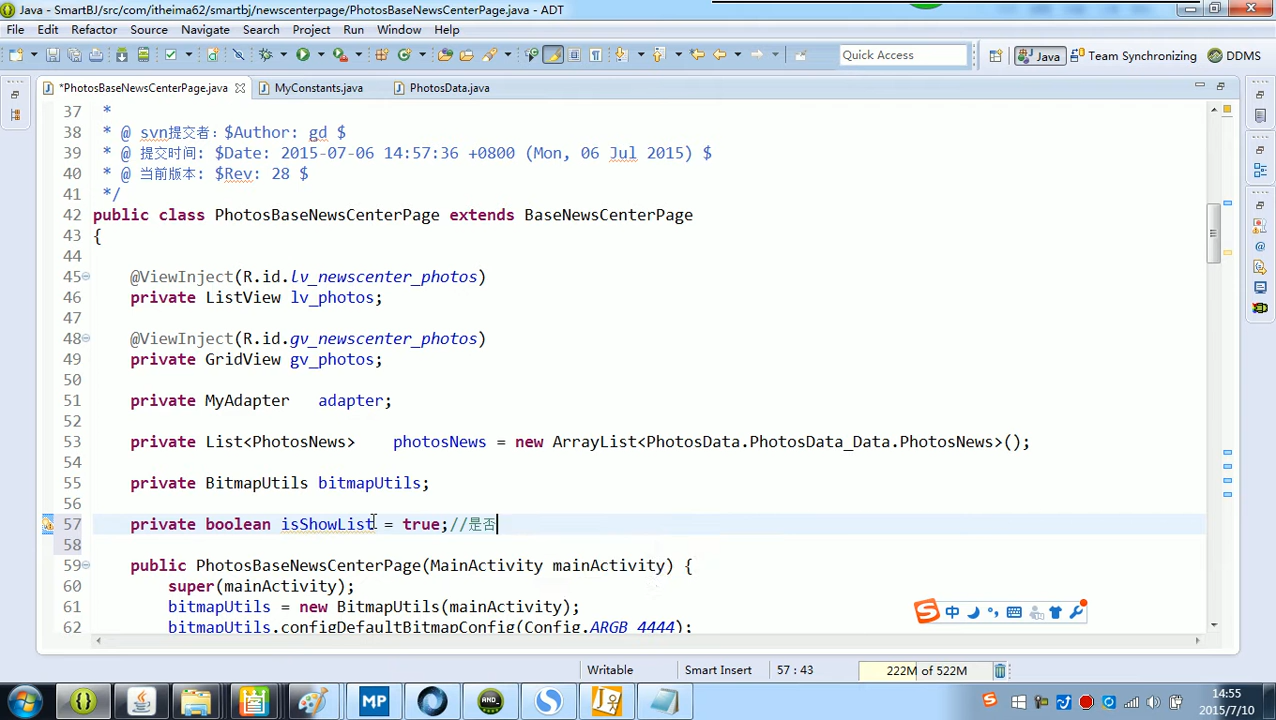 Java - SmartBJ/src/com/itheima62/smartbj/newscenterpage/PhotosBaseNewsCenterPage.java - ADT
File Edit Refactor Source Navigate Search Project Run Window Help
Quick Access Java Team Synchronizing DDMS
*PhotosBaseNewsCenterPage.java MyConstants.java PhotosData.java
37 *
38 * @ svn提交者：$Author: gd $
39 * @ 提交时间: $Date: 2015-07-06 14:57:36 +0800 (Mon, 06 Jul 2015) $
40 * @ 当前版本: $Rev: 28 $
41 */
42 public class PhotosBaseNewsCenterPage extends BaseNewsCenterPage
43 {
44
45 @ViewInject(R.id.lv_newscenter_photos)
46 private ListView lv_photos;
47
48 @ViewInject(R.id.gv_newscenter_photos)
49 private GridView gv_photos;
50
51 private MyAdapter adapter;
52
53 private List<PhotosNews> photosNews = new ArrayList<PhotosData.PhotosData_Data.PhotosNews>();
54
55 private BitmapUtils bitmapUtils;
56
57 private boolean isShowList = true;//是否
58
59 public PhotosBaseNewsCenterPage(MainActivity mainActivity) {
60 super(mainActivity);
61 bitmapUtils = new BitmapUtils(mainActivity);
62 bitmapUtils.configDefaultBitmapConfig(Config.ARGB_4444);
中
Writable Smart Insert 57 : 43 222M of 522M
MP
14:55
2015/7/10